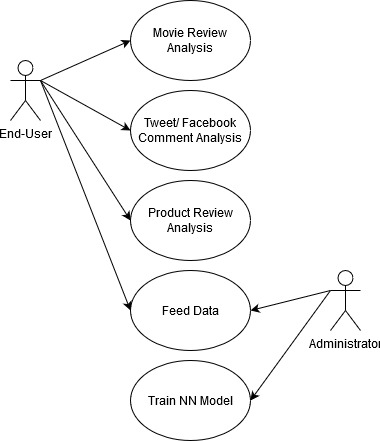 Movie Review
Analysis
End-User
Tweet/ Facebook
Comment Analysis
Product Review
Analysis
Feed Data
Administrator
Train NN Model